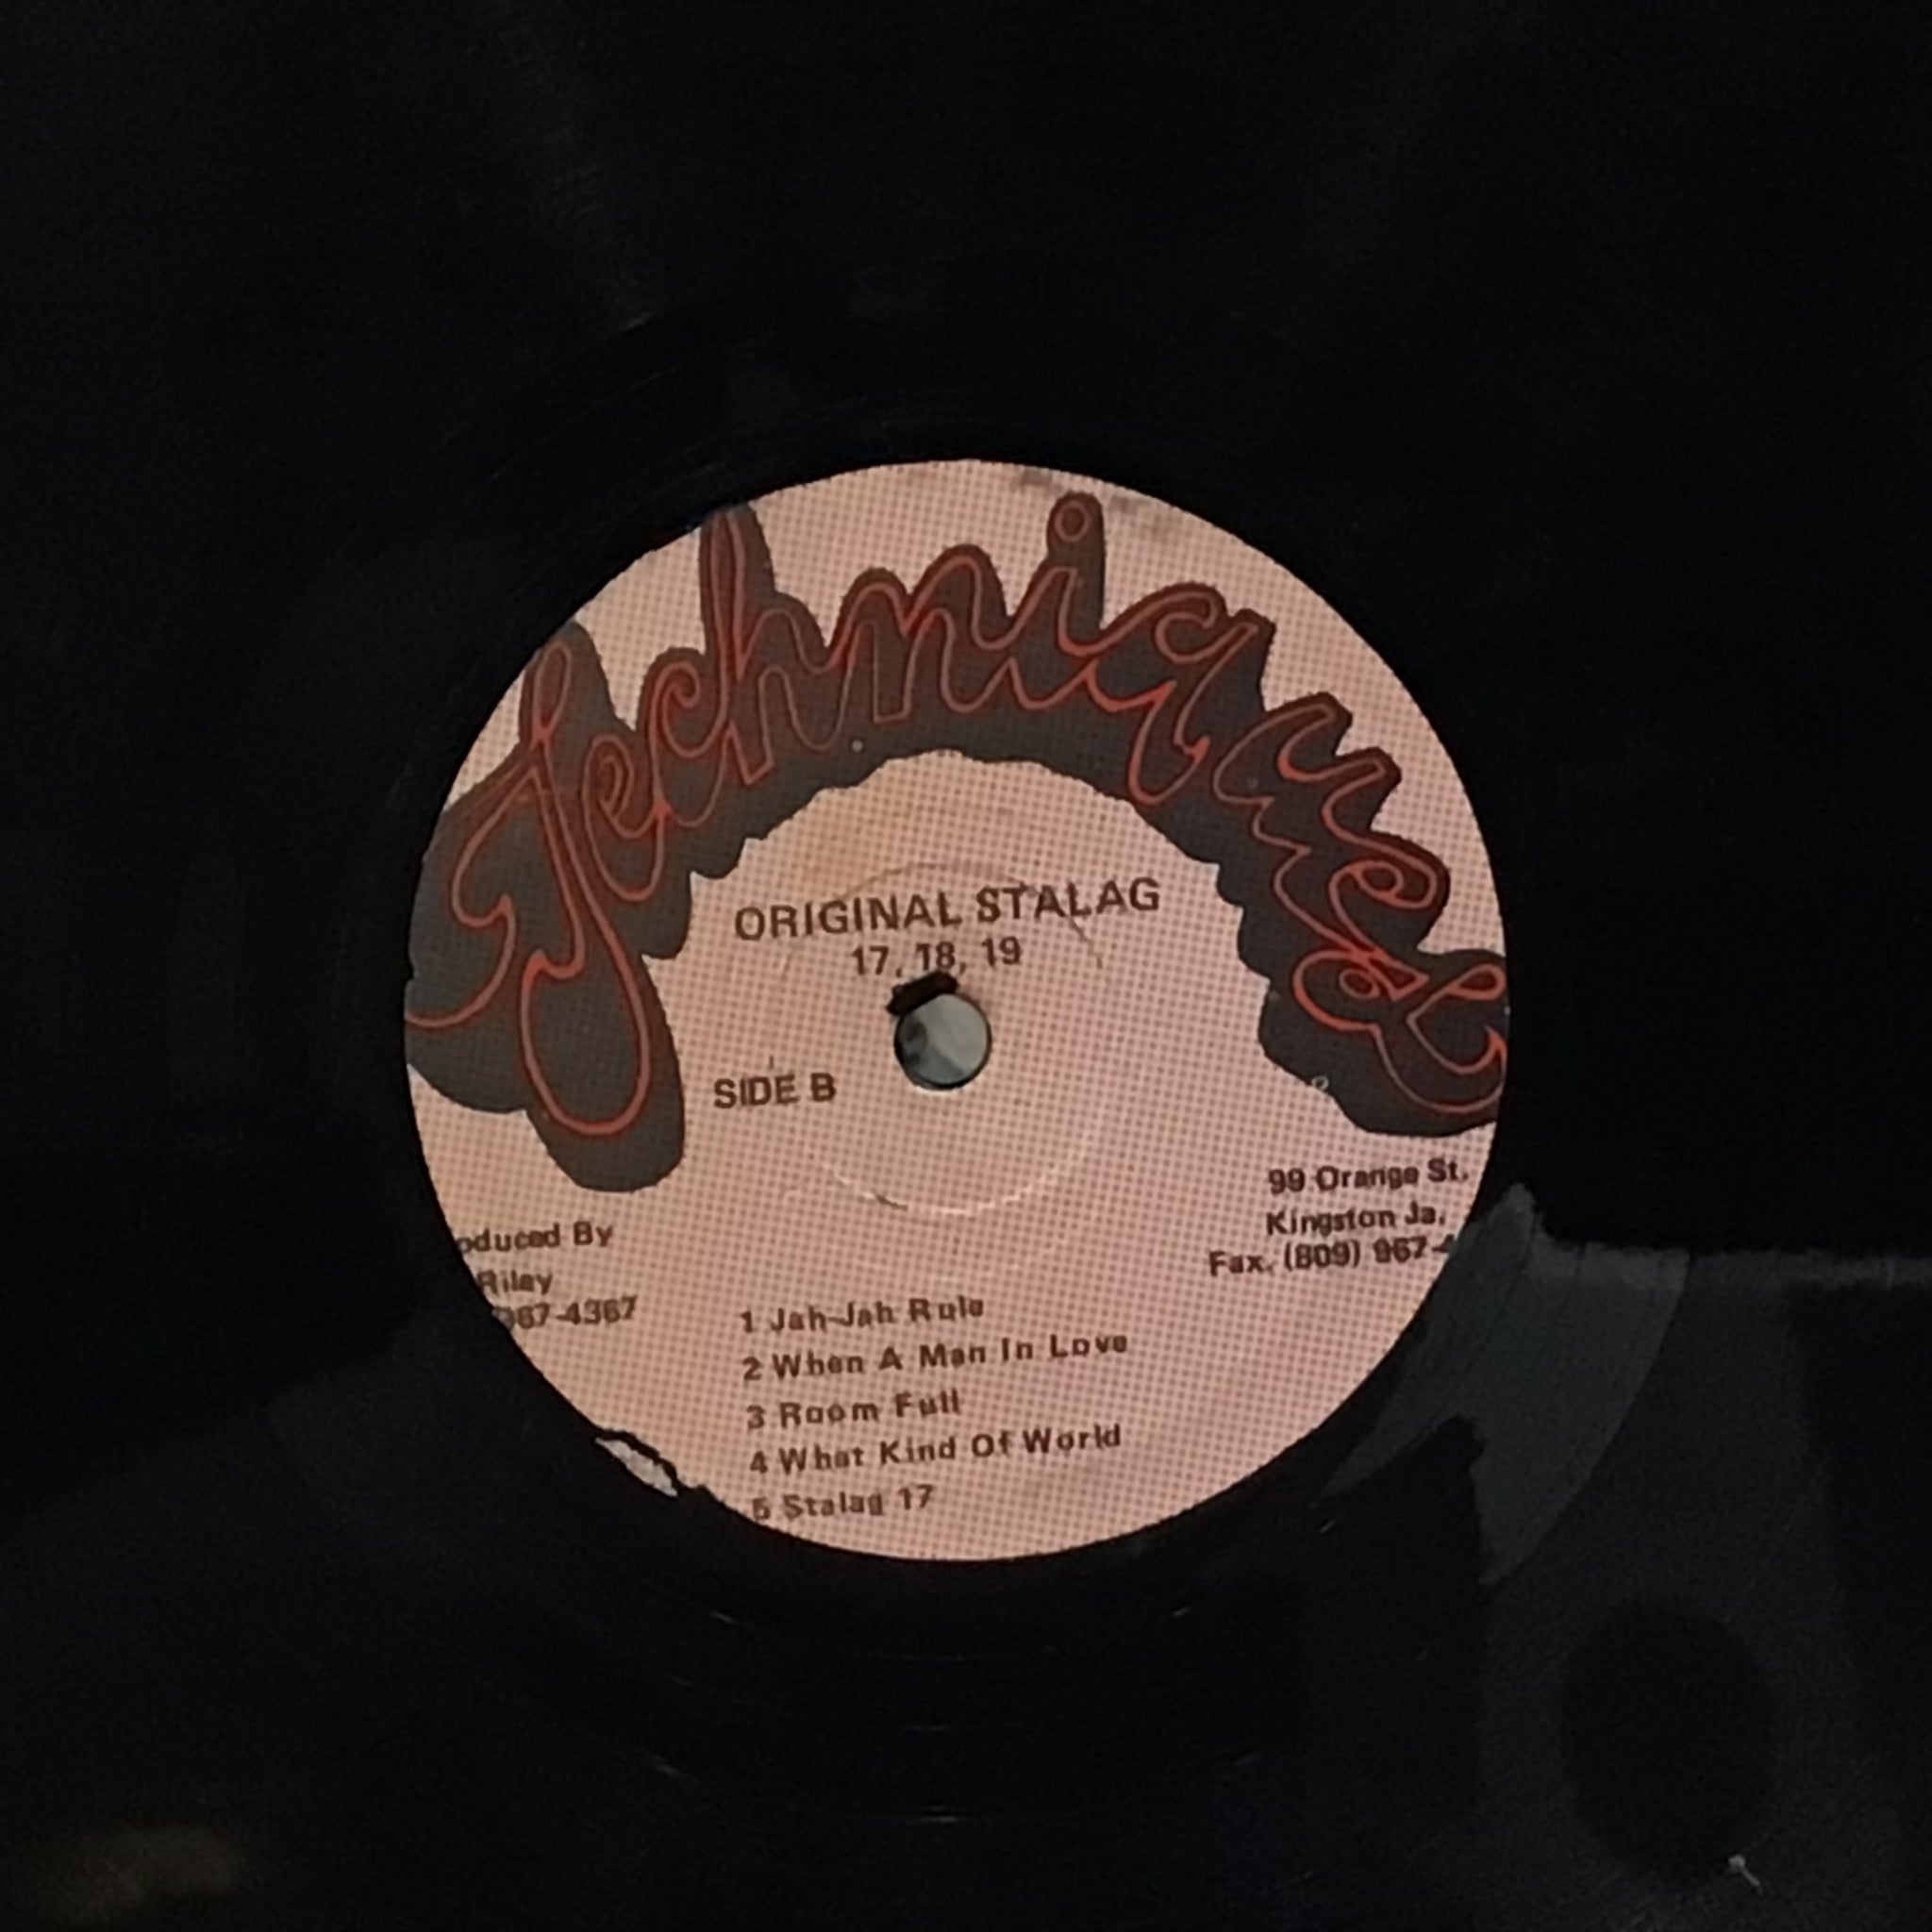 Techniques
ORIGINAL STALAG
17, 18, 19
SIDE B
oduced By
Riley
67-4367
99 Orange St.
Kingston Ja.
Fax. (809) 967-4
1 Jah-Jah Rule
2 When A Man In Love
3 Room Full
4 What Kind Of World
5 Stalag 17